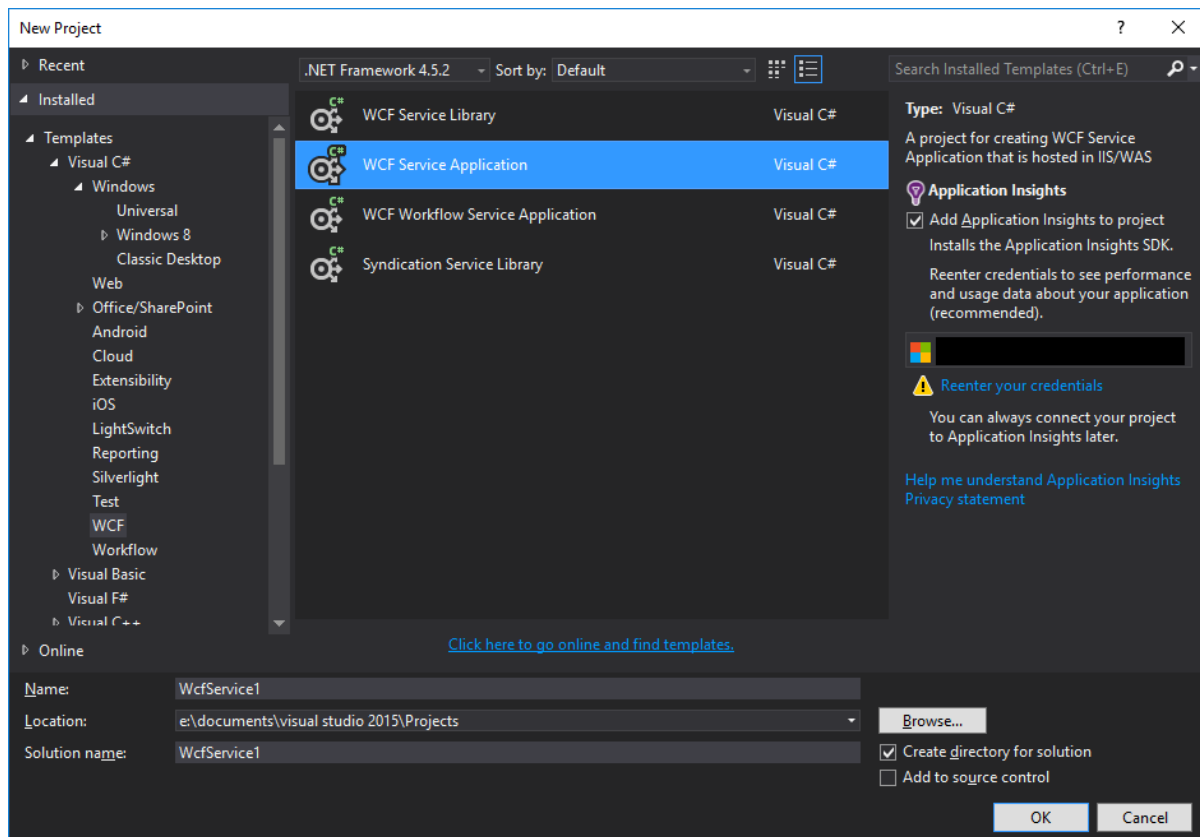 New Project
?
Recent
.NET Framework 4.5.2
Sort by:
Default
Search Installed Templates (Ctrl+E)
Installed
Templates
Visual C#
Windows
Universal
Windows 8
Classic Desktop
Web
Office/SharePoint
Android
Cloud
Extensibility
iOS
LightSwitch
Reporting
Silverlight
Test
WCF
Workflow
Visual Basic
Visual F#
Visual C++
Online
C#
WCF Service Library
Visual C#
C#
WCF Service Application
Visual C#
C#
WCF Workflow Service Application
Visual C#
C#
Syndication Service Library
Visual C#
Click here to go online and find templates.
Type: Visual C#
A project for creating WCF Service
Application that is hosted in IIS/WAS
Application Insights
Add Application Insights to project
Installs the Application Insights SDK.
Reenter credentials to see performance
and usage data about your application
(recommended).
Reenter your credentials
You can always connect your project
to Application Insights later.
Help me understand Application Insights
Privacy statement
Name:
WcfService1
Location:
e:\documents\visual studio 2015\Projects
Browse...
Solution name:
WcfService1
Create directory for solution
Add to source control
OK
Cancel